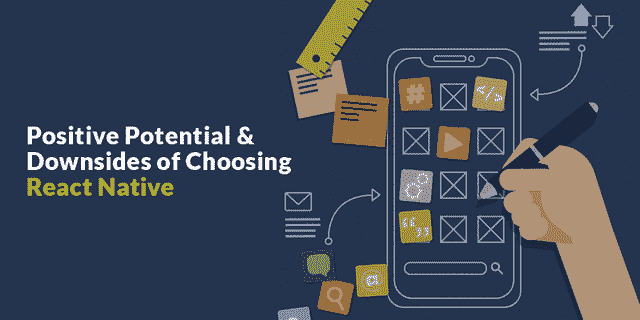 Positive Potential &
Downsides of Choosing
React Native
#
</>
@